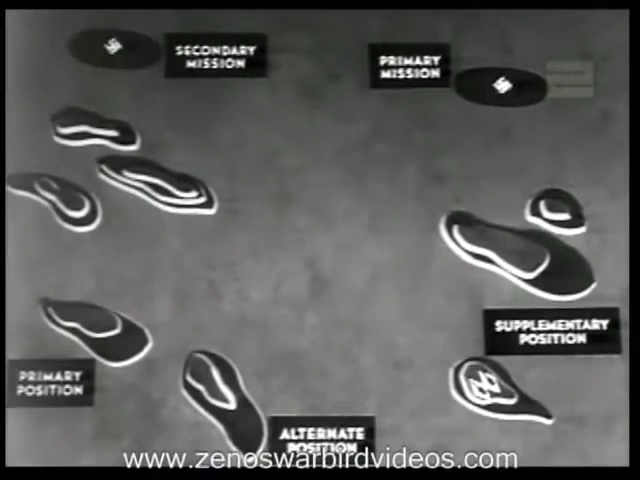 SECONDARY
MISSION
PRIMARY
MISSION
SUPPLEMENTARY
POSITION
PRIMARY
POSITION
ALTERNATE
POSITION
www.zenoswarbirdvideos.com